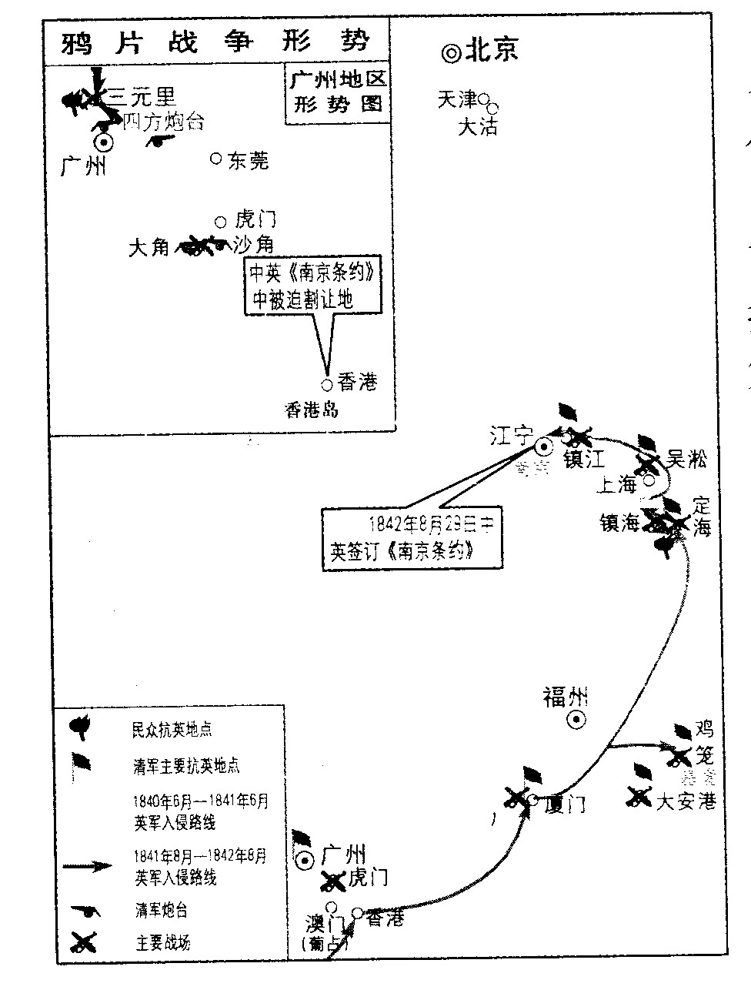 鸦片战争形势
广州地区
形势图
三元里
四方炮台
广州
东莞
虎门
大角
沙角
中英《南京条约》
中被迫割让地
香港
香港岛
北京
天津
大沽
江宁
镇江
吴淞
上海
镇海
定
海
1842年8月29日中
英签订《南京条约》
福州
鸡
笼
大安港
厦门
广州
虎门
香港
澳门
(葡占)
民众抗英地点
清军主要抗英地点
1840年6月—1841年6月
英军入侵路线
1841年8月—1842年8月
英军入侵路线
清军炮台
主要战场